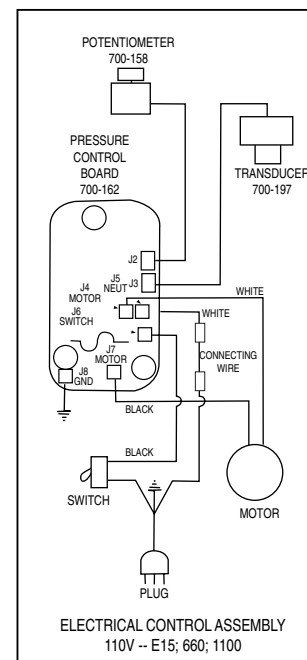 POTENTIOMETER
700-158
PRESSURE
CONTROL
BOARD
700-162
TRANSDUCER
700-197
J2
J5
NEUT
J3
J4
MOTOR
J6
SWITCH
WHITE
WHITE
J7
MOTOR
J8
GND
CONNECTING
WIRE
BLACK
BLACK
SWITCH
MOTOR
PLUG
ELECTRICAL CONTROL ASSEMBLY
110V -- E15; 660; 1100